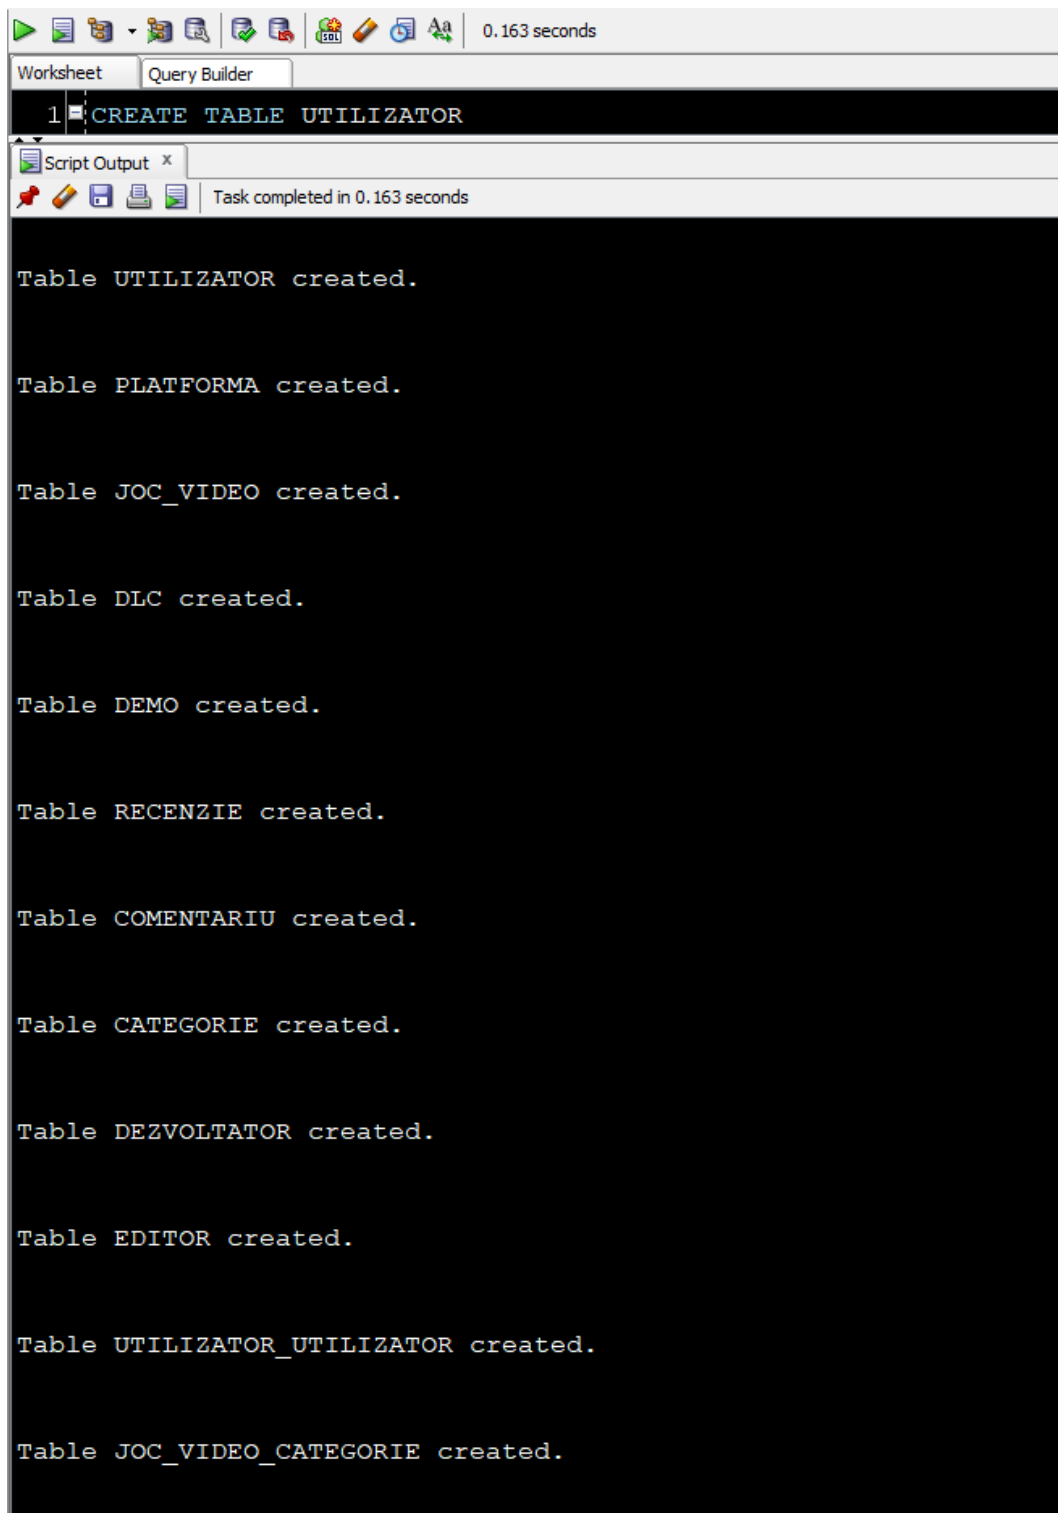 0.163 seconds
Worksheet Query Builder
1 CREATE TABLE UTILIZATOR
Script Output x
Task completed in 0.163 seconds
Table UTILIZATOR created.
Table PLATFORMA created.
Table JOC_VIDEO created.
Table DLC created.
Table DEMO created.
Table RECENZIE created.
Table COMENTARIU created.
Table CATEGORIE created.
Table DEZVOLTATOR created.
Table EDITOR created.
Table UTILIZATOR_UTILIZATOR created.
Table JOC_VIDEO_CATEGORIE created.